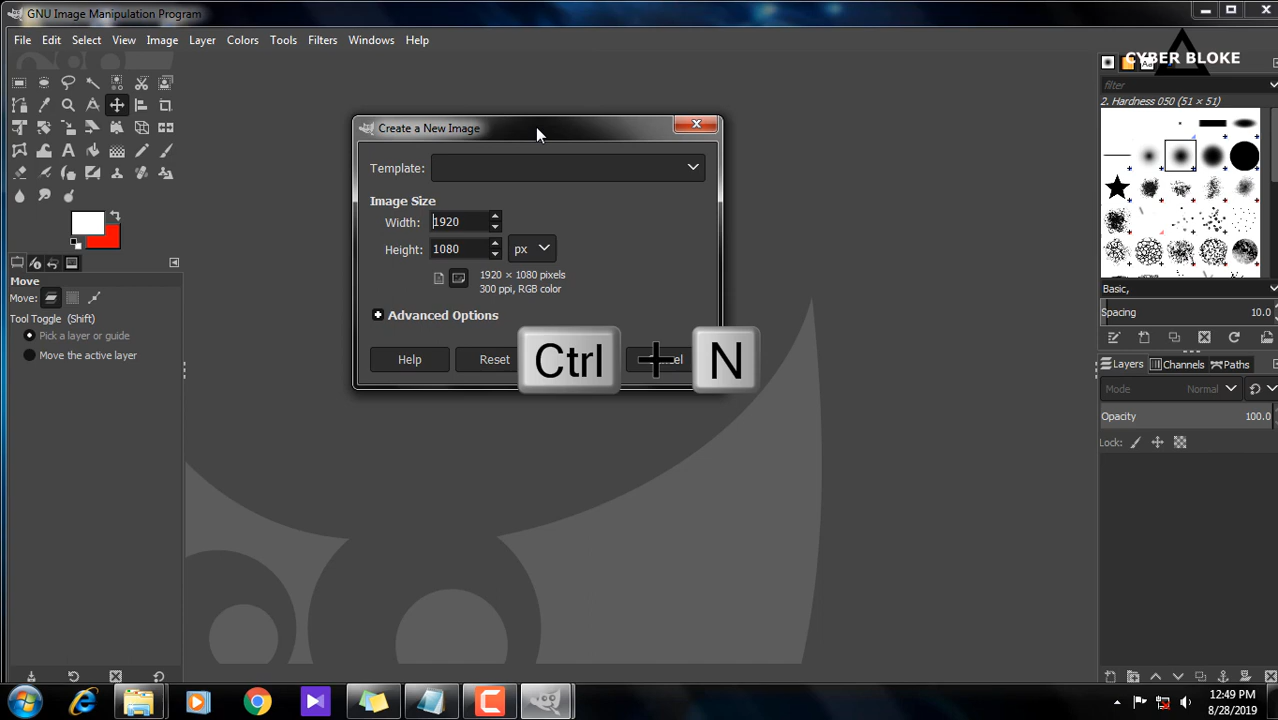 GNU Image Manipulation Program
File Edit Select View Image Layer Colors Tools Filters Windows Help
CYBER BLOKE
filter
2. Hardness 050 (51 × 51)
Create a New Image
Template:
Image Size
Width: 1920
Height: 1080 px
1920 × 1080 pixels
300 ppi, RGB color
Advanced Options
Help Reset
Ctrl + N
Move
Move:
Tool Toggle (Shift)
Pick a layer or guide
Move the active layer
Basic,
Spacing 10.0
Layers Channels Paths
Mode Normal
Opacity 100.0
Lock:
12:49 PM
8/28/2019